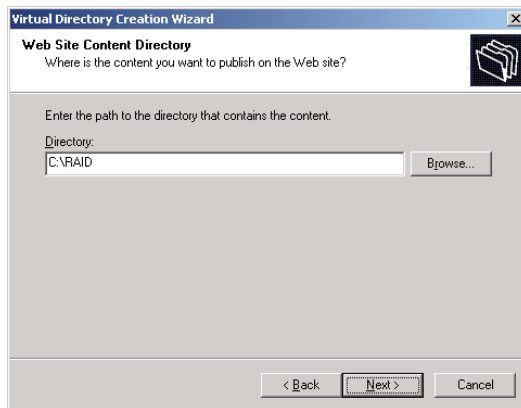 Virtual Directory Creation Wizard
Web Site Content Directory
Where is the content you want to publish on the Web site?
Enter the path to the directory that contains the content.
Directory:
C:\RAID
Browse...
< Back
Next >
Cancel